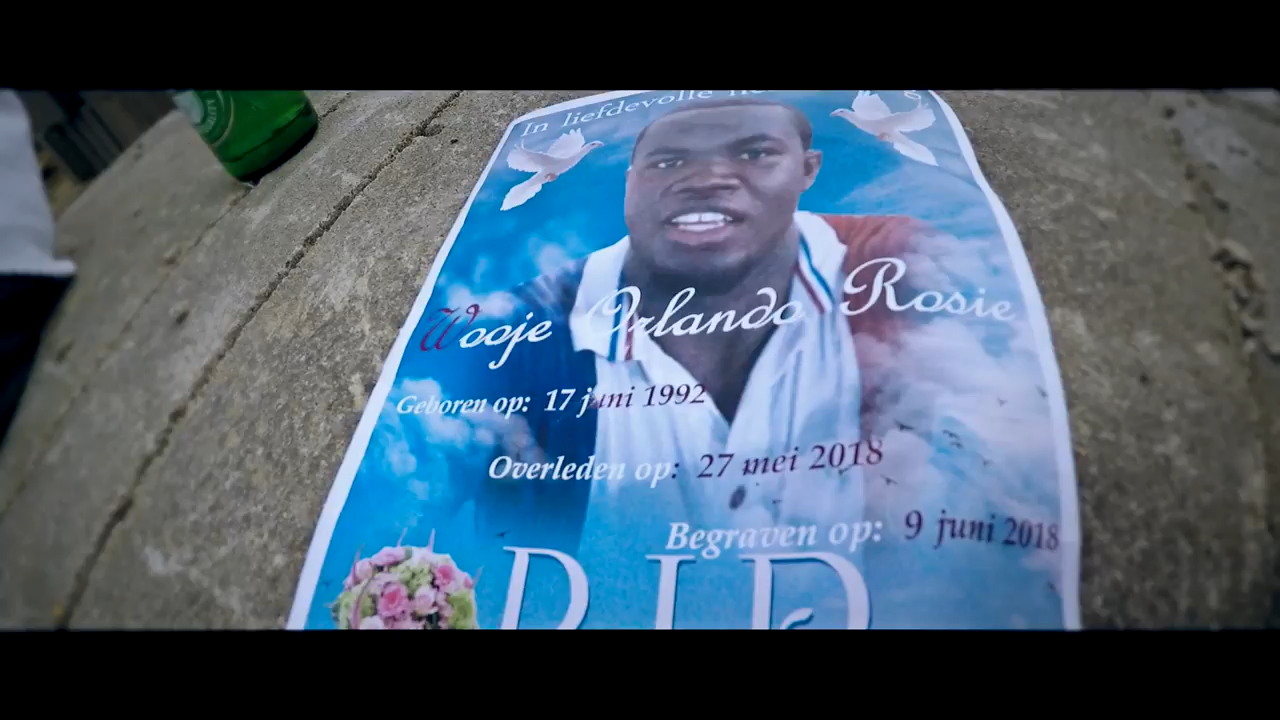 In liefdevolle
Wooje Orlando Rosie
Geboren op: 17 juni 1992
Overleden op: 27 mei 2018
Begraven op: 9 juni 2018
R.I.P